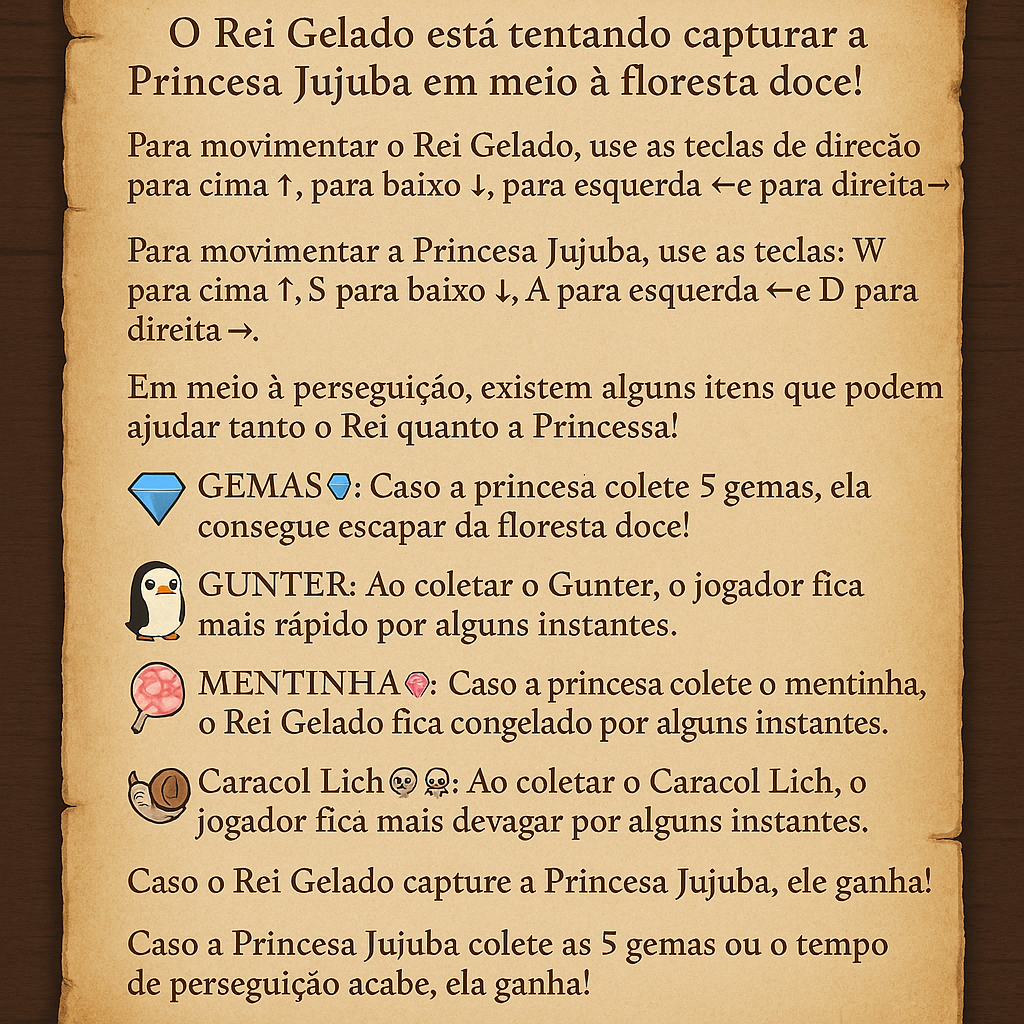 O Rei Gelado está tentando capturar a
Princesa Jujuba em meio à floresta doce!
Para movimentar o Rei Gelado, use as teclas de direcăo
para cima ↑, para baixo ↓, para esquerda ←e para direita→
Para movimentar a Princesa Jujuba, use as teclas: W
para cima ↑, S para baixo ↓, A para esquerda ←e D para
direita →.
Em meio à perseguiçáo, existem alguns itens que podem
ajudar tanto o Rei quanto a Princessa!
GEMAS: Caso a princesa colete 5 gemas, ela
consegue escapar da floresta doce!
GUNTER: Ao coletar o Gunter, o jogador fica
mais rápido por alguns instantes.
MENTINHA: Caso a princesa colete o mentinha,
o Rei Gelado fica congelado por alguns instantes.
Caracol Lich: Ao coletar o Caracol Lich, o
jogador fica mais devagar por alguns instantes.
Caso o Rei Gelado capture a Princesa Jujuba, ele ganha!
Caso a Princesa Jujuba colete as 5 gemas ou o tempo
de perseguiçăo acabe, ela ganha!